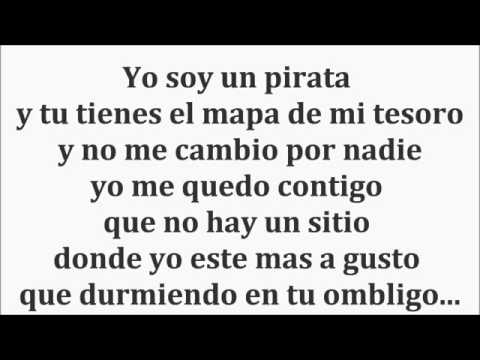 Yo soy un pirata
y tu tienes el mapa de mi tesoro
y no me cambio por nadie
yo me quedo contigo
que no hay un sitio
donde yo este mas a gusto
que durmiendo en tu ombligo...